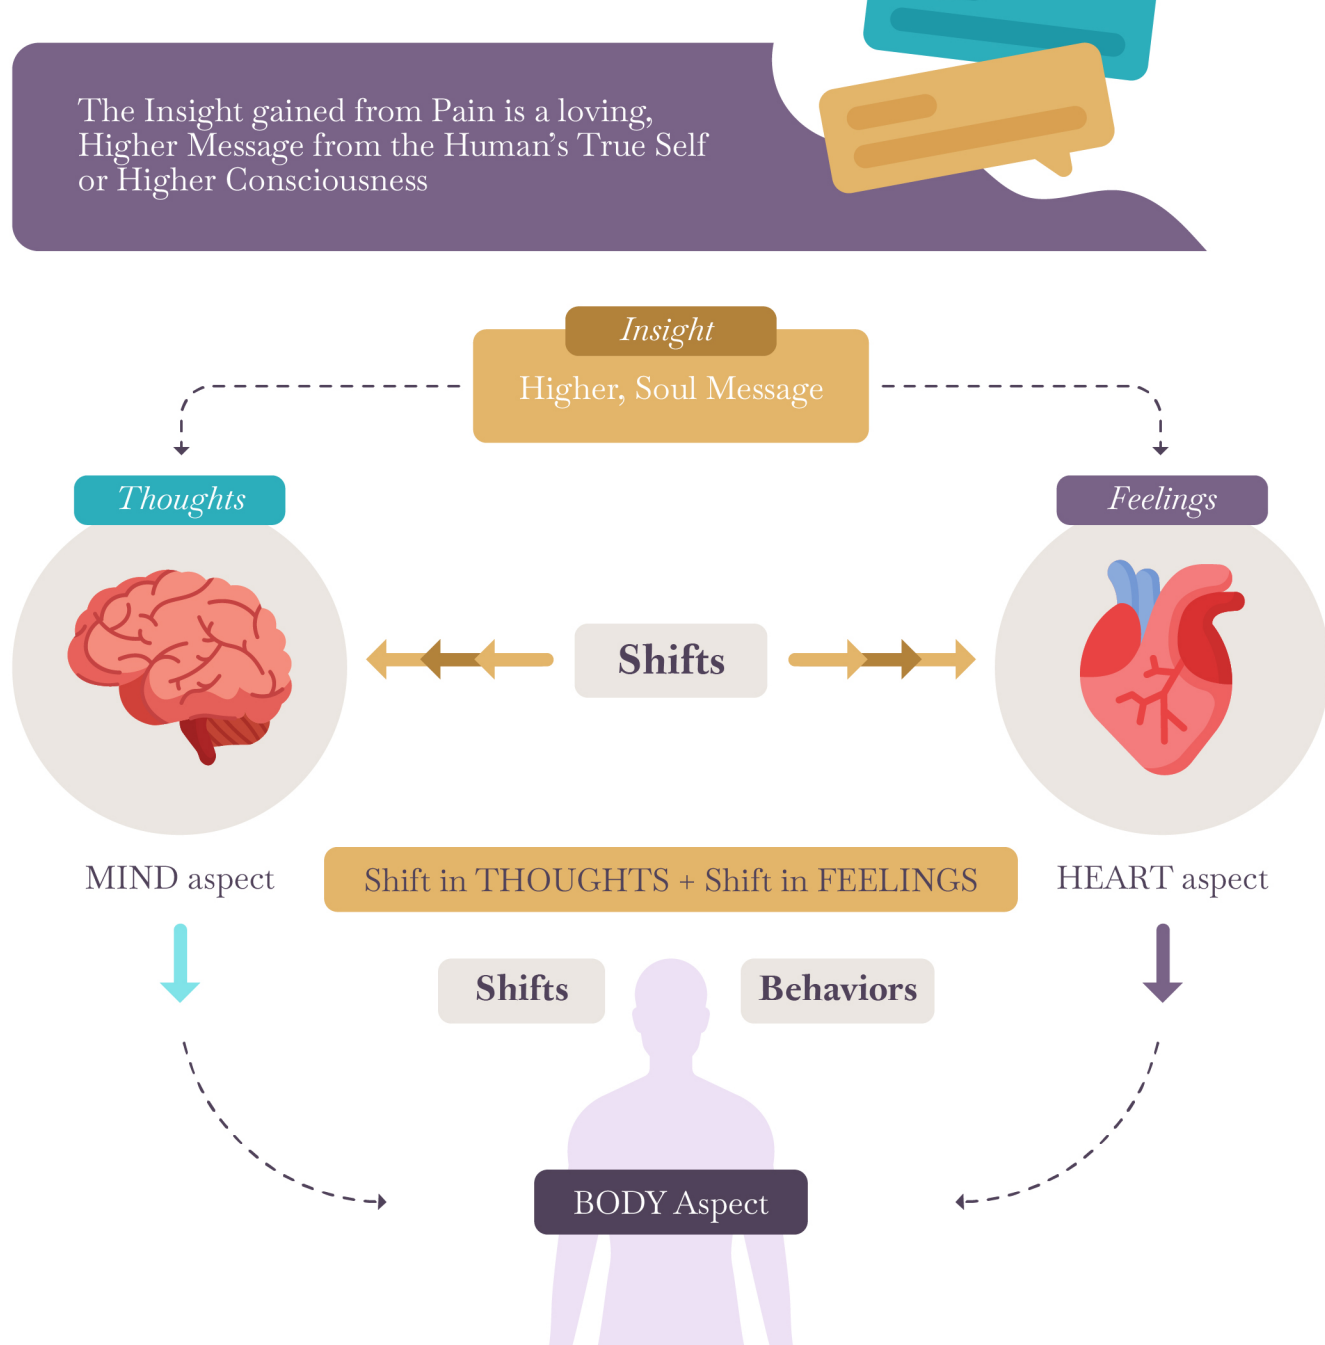 The Insight gained from Pain is a loving,
Higher Message from the Human’s True Self
or Higher Consciousness
Insight
Higher, Soul Message
Thoughts
Feelings
Shifts
MIND aspect
Shift in THOUGHTS + Shift in FEELINGS
HEART aspect
Shifts
Behaviors
BODY Aspect